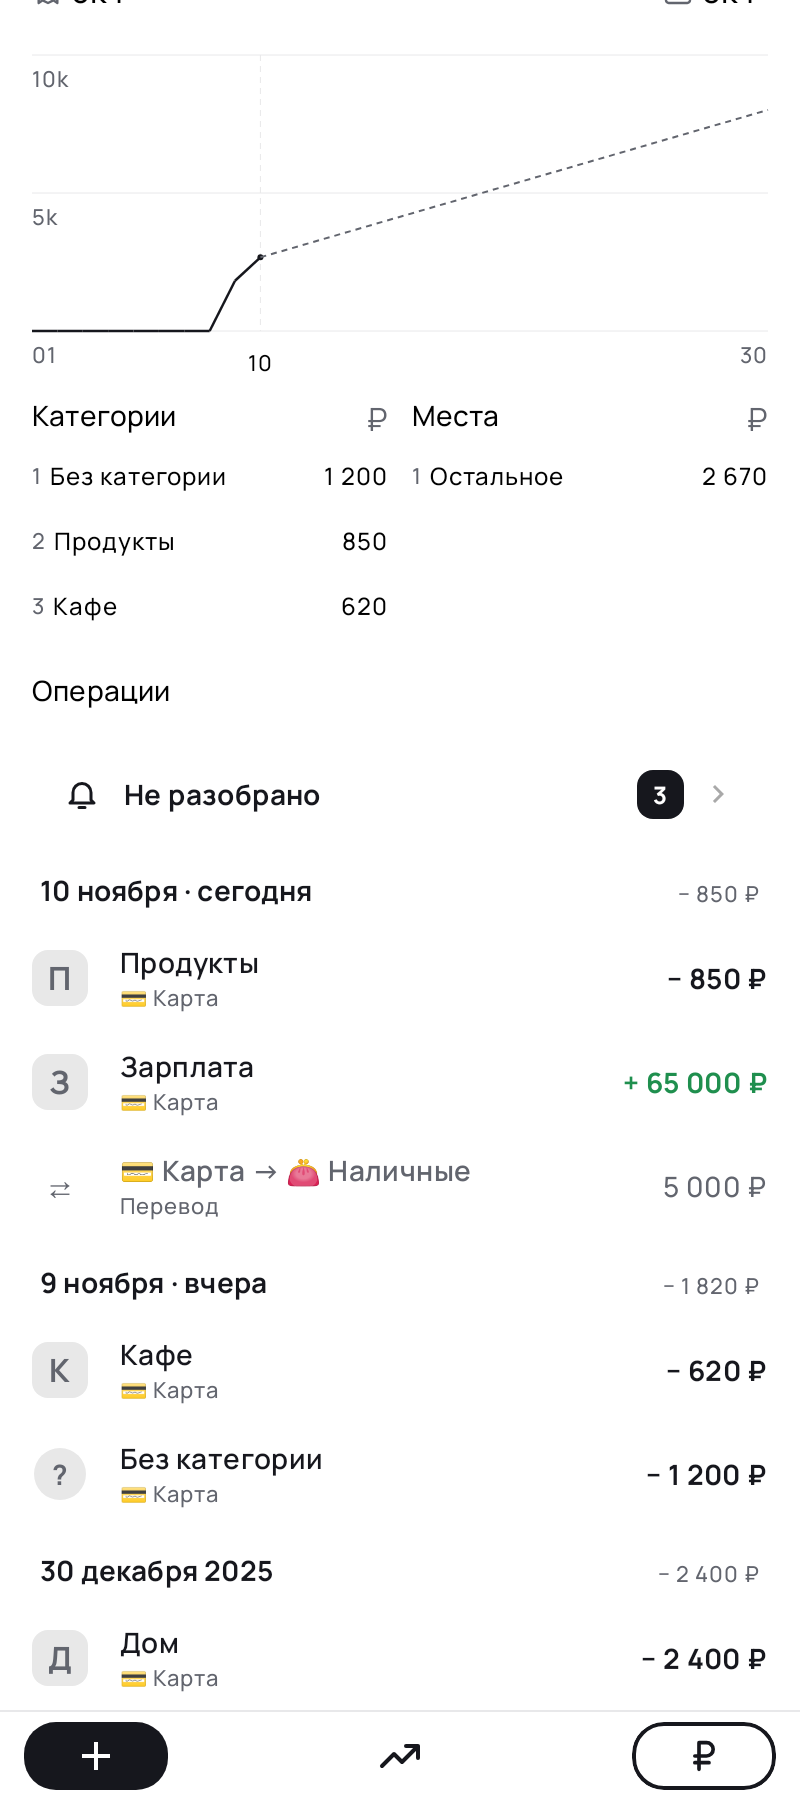 10k
5k
01
10
30
Категории ₽
1 Без категории 1 200
2 Продукты 850
3 Кафе 620
Места ₽
1 Остальное 2 670
Операции
Не разобрано 3
10 ноября · сегодня − 850 ₽
П Продукты − 850 ₽
Карта
З Зарплата + 65 000 ₽
Карта
Карта → Наличные 5 000 ₽
Перевод
9 ноября · вчера − 1 820 ₽
К Кафе − 620 ₽
Карта
? Без категории − 1 200 ₽
Карта
30 декабря 2025 − 2 400 ₽
Д Дом − 2 400 ₽
Карта
₽